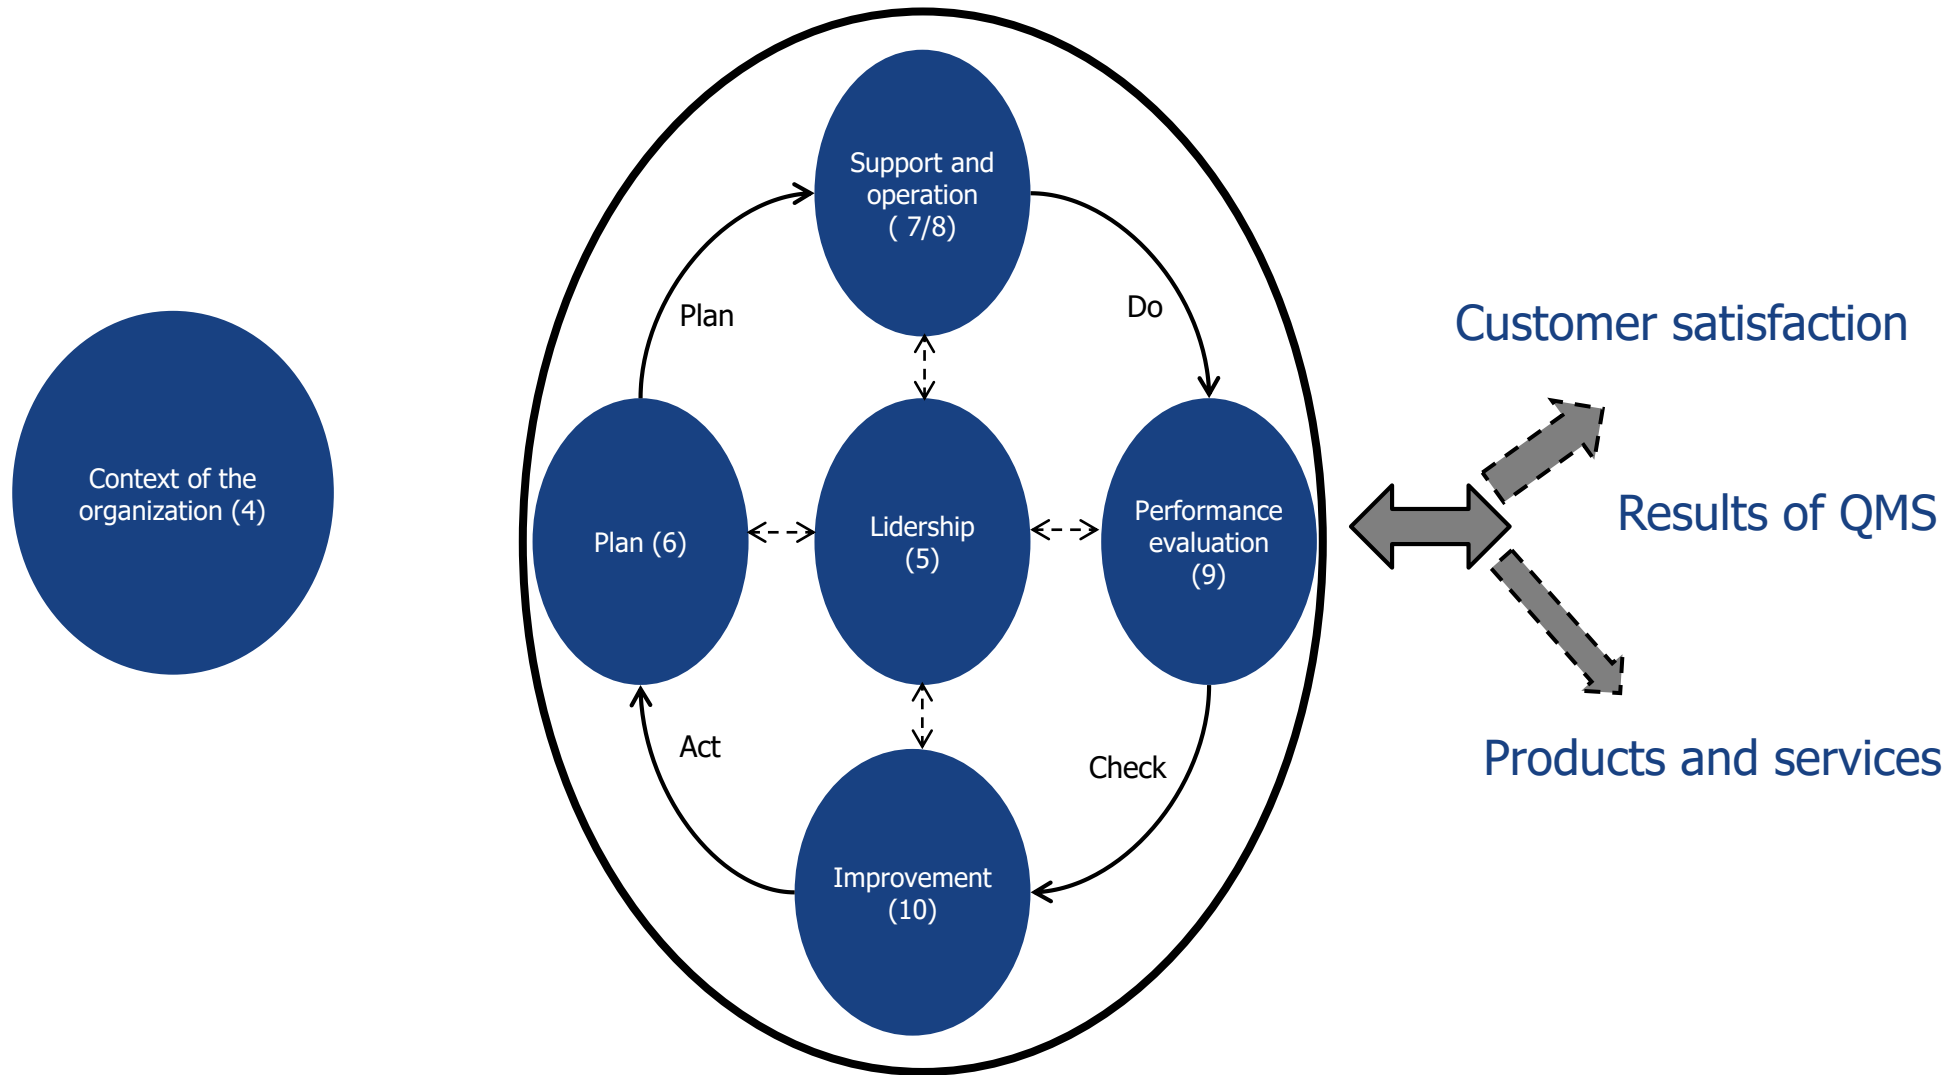 Support and
operation
( 7/8)
Plan
Do
Customer satisfaction
Context of the
organization (4)
Plan (6)
Lidership
(5)
Performance
evaluation
(9)
Results of QMS
Act
Check
Products and services
Improvement
(10)